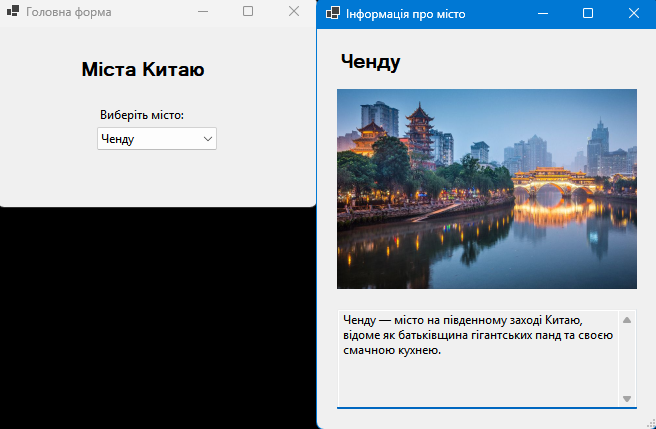 Головна форма
Міста Китаю
Виберіть місто:
Ченду
Інформація про місто
Ченду
Ченду — місто на південному заході Китаю,
відоме як батьківщина гігантських панд та своєю
смачною кухнею.